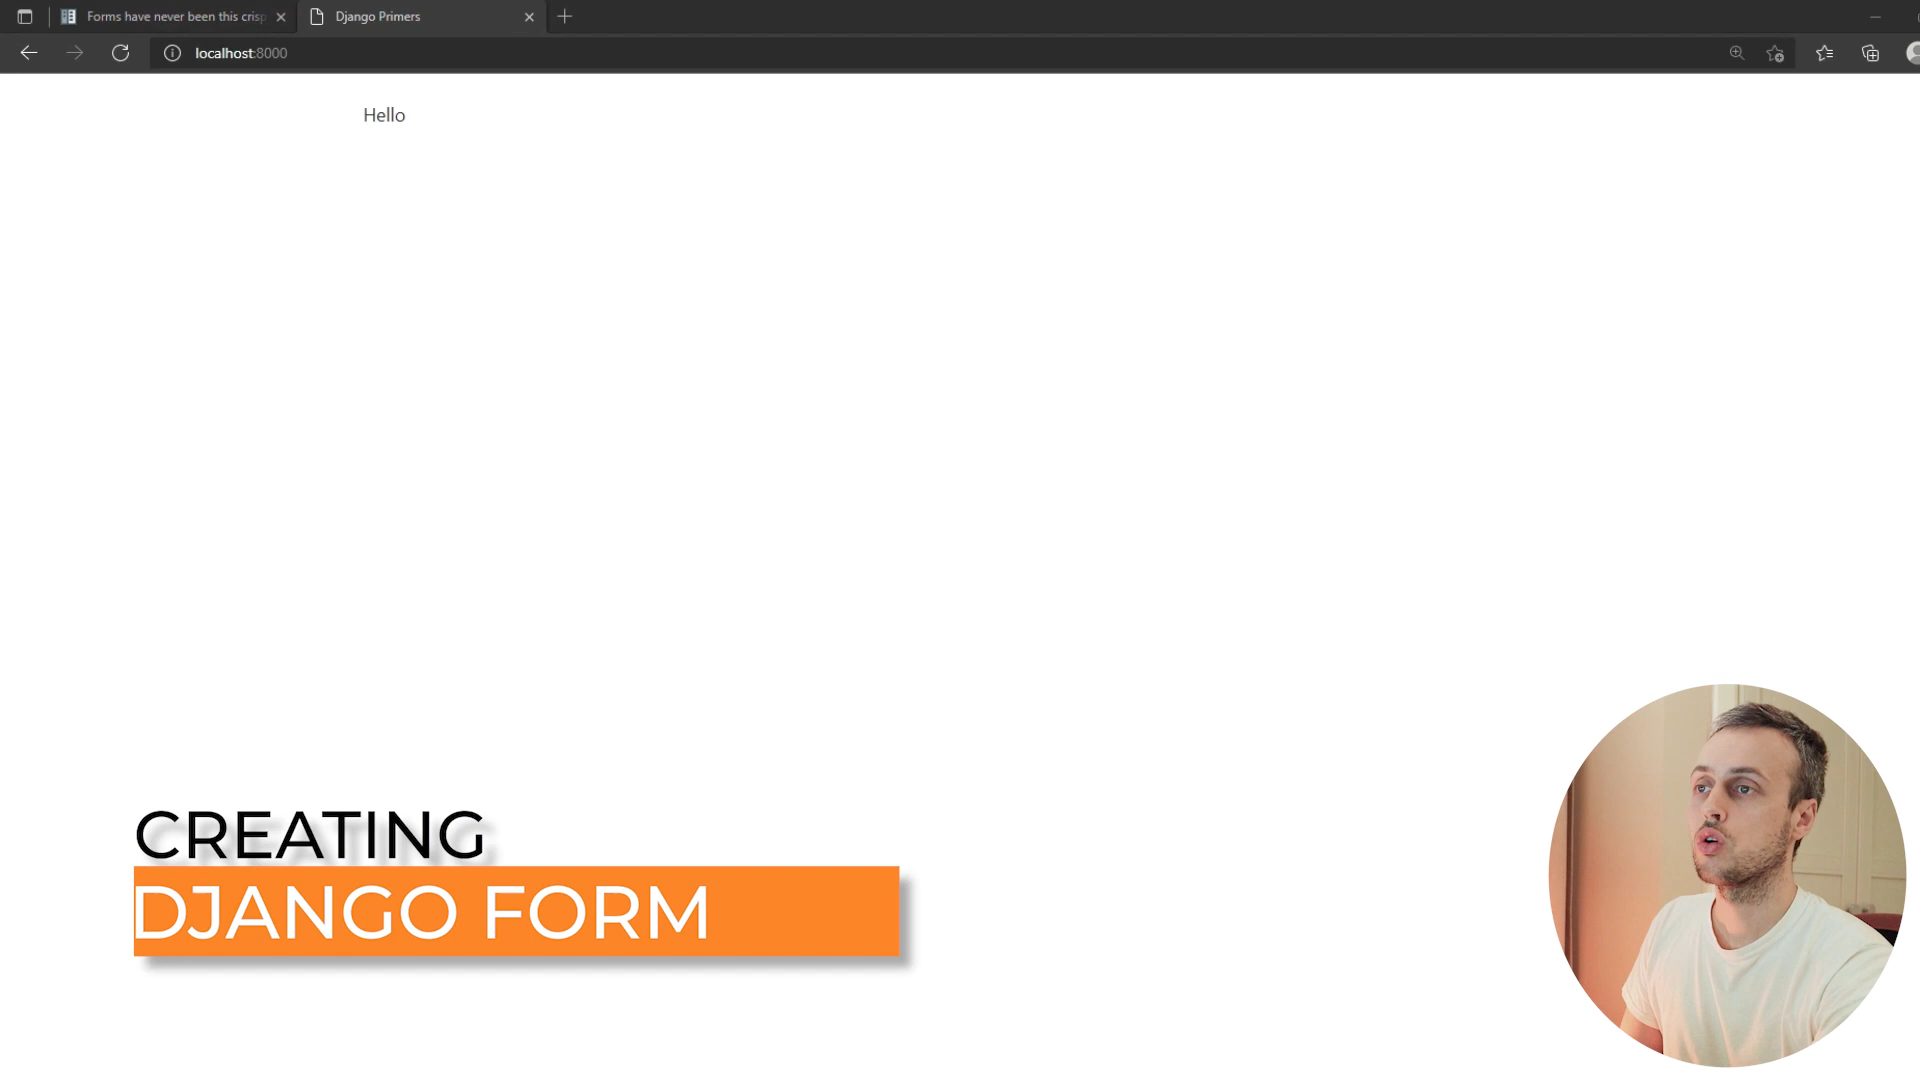 Forms have never been this crisp
Django Primers
localhost:8000
Hello
CREATING
DJANGO FORM